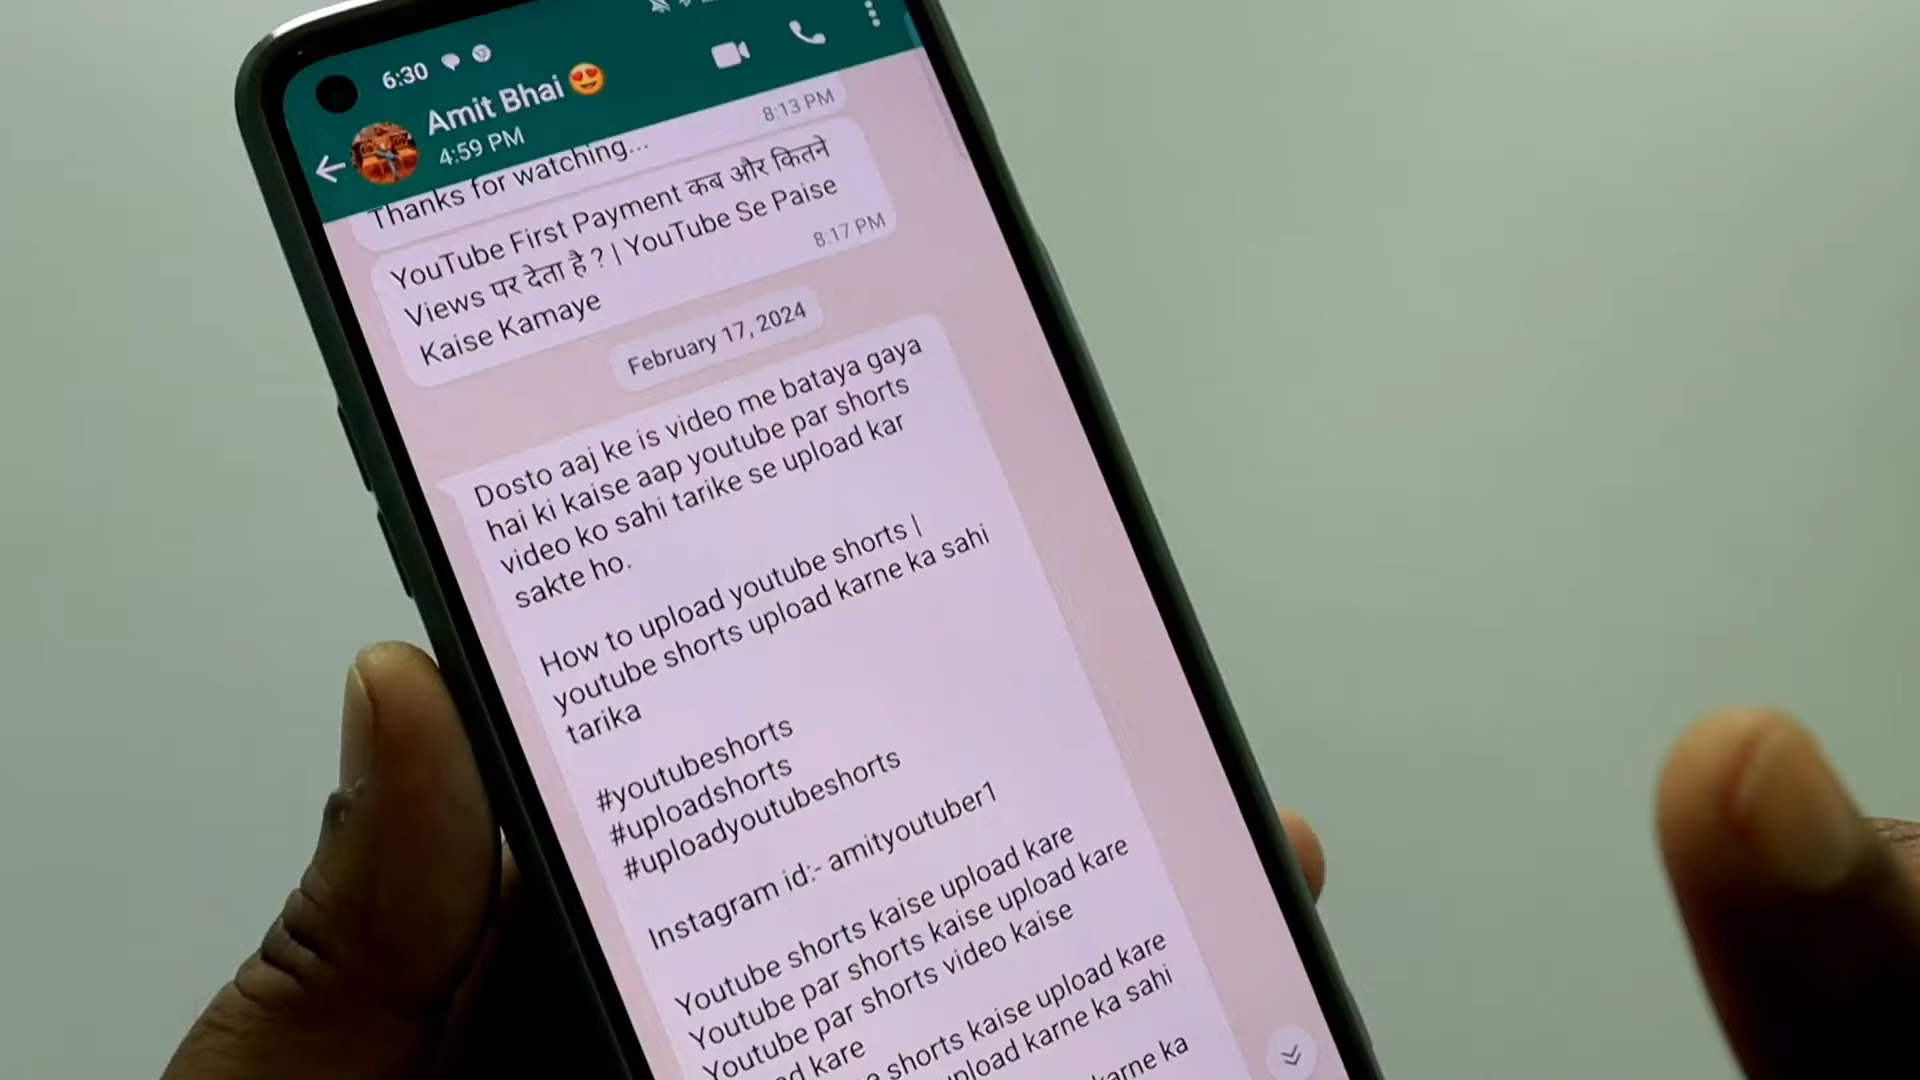 6:30
Amit Bhai
4:59 PM
8:13 PM
Thanks for watching...
YouTube First Payment कब और कितने
Views पर देता है ? | YouTube Se Paise
Kaise Kamaye
8:17 PM
February 17, 2024
Dosto aaj ke is video me bataya gaya
hai ki kaise aap youtube par shorts
video ko sahi tarike se upload kar
sakte ho.
How to upload youtube shorts |
youtube shorts upload karne ka sahi
tarika
#youtubeshorts
#uploadshorts
#uploadyoutubeshorts
Instagram id:- amityoutuber1
Youtube shorts kaise upload kare
Youtube par shorts kaise upload kare
Youtube par shorts video kaise
kare
shorts kaise upload kare
karne ka sahi
ka